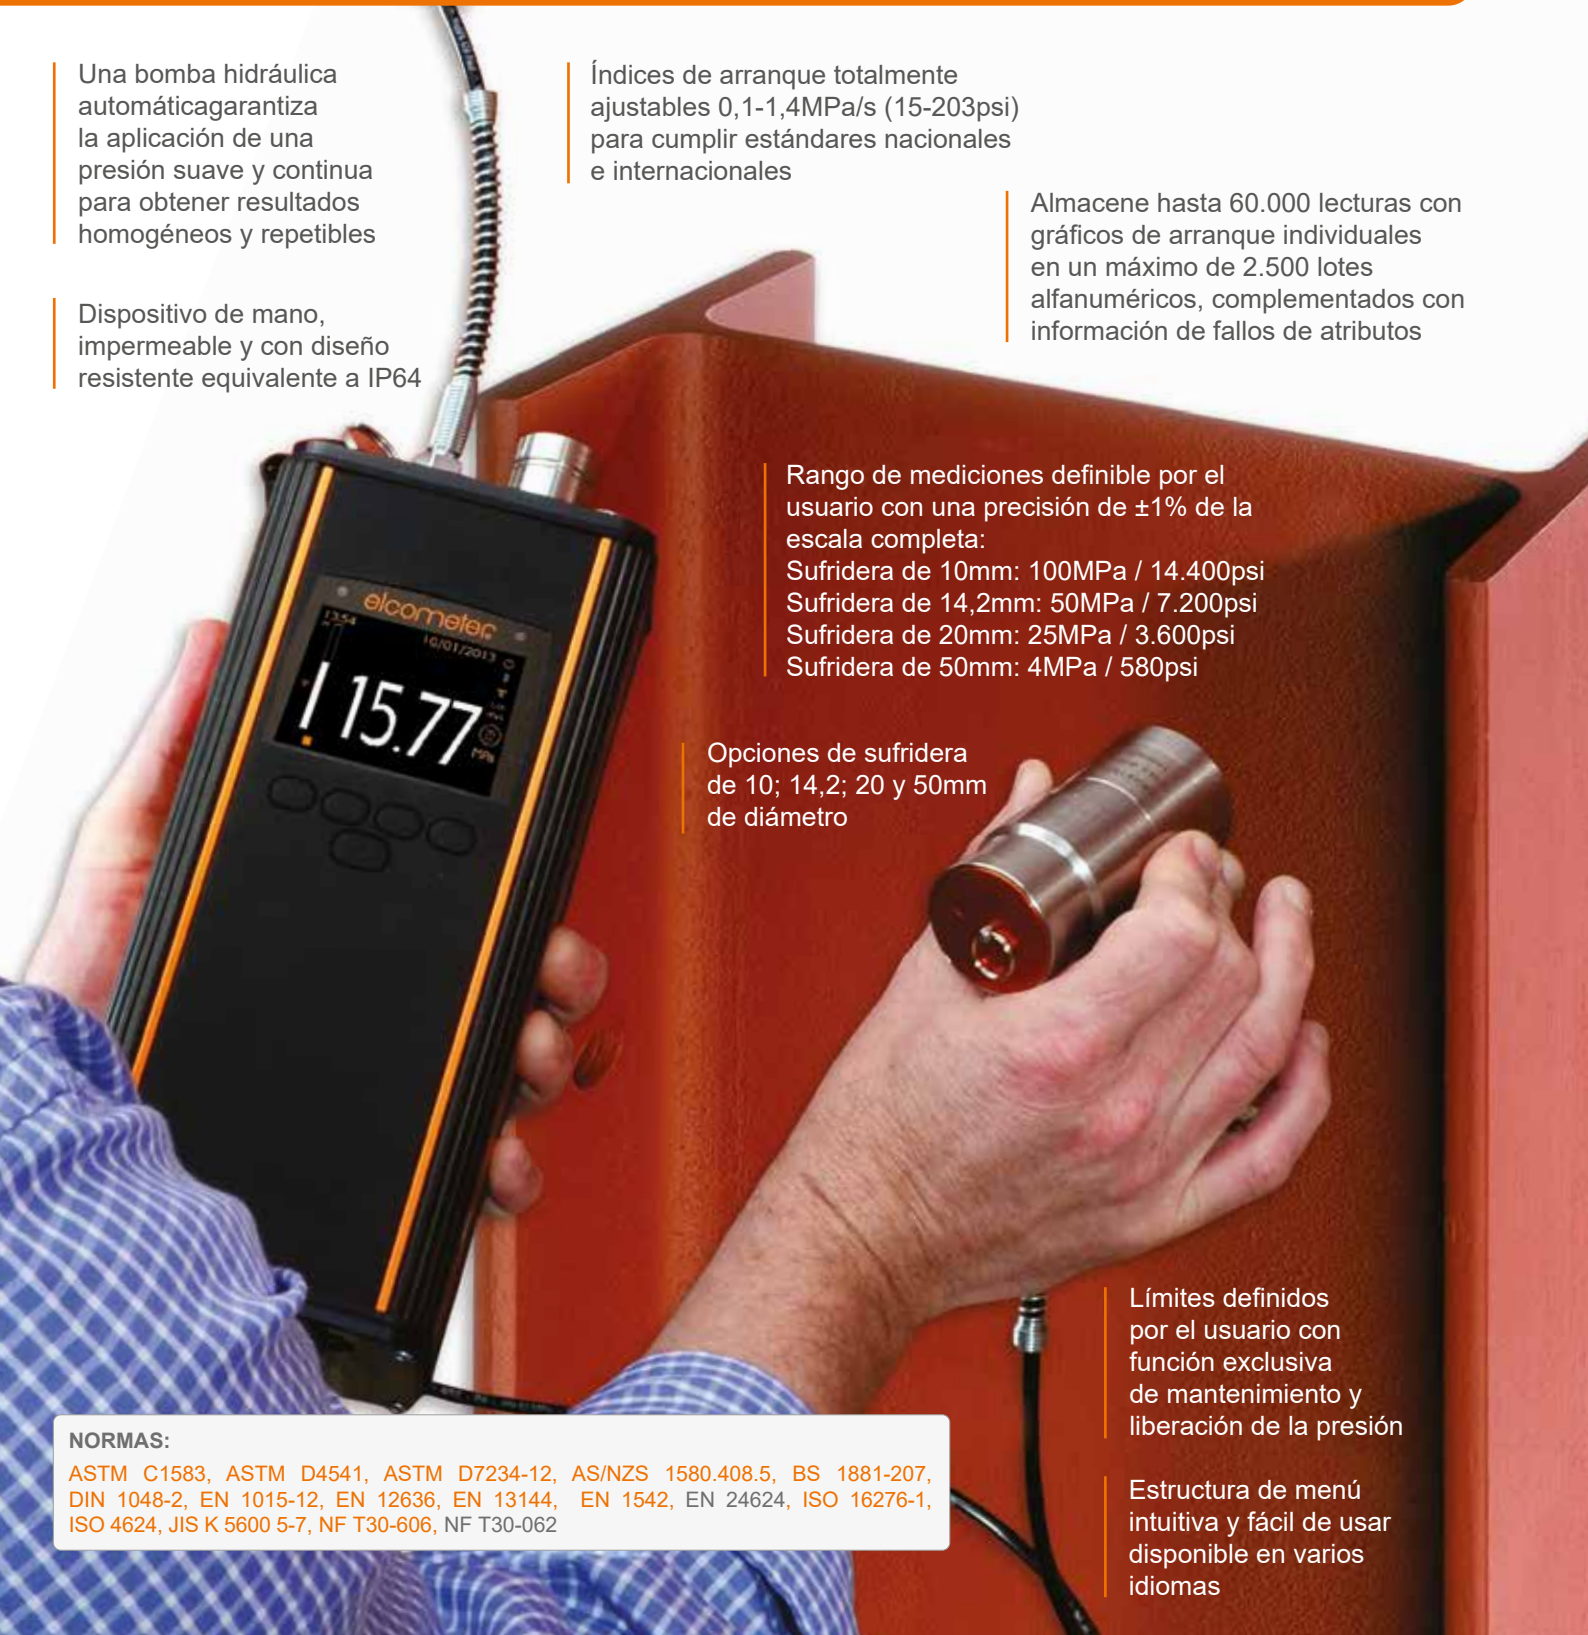 Una bomba hidráulica
automáticagarantiza
la aplicación de una
presión suave y continua
para obtener resultados
homogéneos y repetibles
Índices de arranque totalmente
ajustables 0,1-1,4MPa/s (15-203psi)
para cumplir estándares nacionales
e internacionales
Almacene hasta 60.000 lecturas con
gráficos de arranque individuales
en un máximo de 2.500 lotes
alfanuméricos, complementados con
información de fallos de atributos
Dispositivo de mano,
impermeable y con diseño
resistente equivalente a IP64
Rango de mediciones definible por el
usuario con una precisión de ±1% de la
escala completa:
Sufridera de 10mm: 100MPa / 14.400psi
Sufridera de 14,2mm: 50MPa / 7.200psi
Sufridera de 20mm: 25MPa / 3.600psi
Sufridera de 50mm: 4MPa / 580psi
elcometer
13:54
16/01/2013
15.77
MPa
Opciones de sufridera
de 10; 14,2; 20 y 50mm
de diámetro
Límites definidos
por el usuario con
función exclusiva
de mantenimiento y
liberación de la presión
Estructura de menú
intuitiva y fácil de usar
disponible en varios
idiomas
NORMAS:
ASTM C1583, ASTM D4541, ASTM D7234-12, AS/NZS 1580.408.5, BS 1881-207,
DIN 1048-2, EN 1015-12, EN 12636, EN 13144, EN 1542, EN 24624, ISO 16276-1,
ISO 4624, JIS K 5600 5-7, NF T30-606, NF T30-062